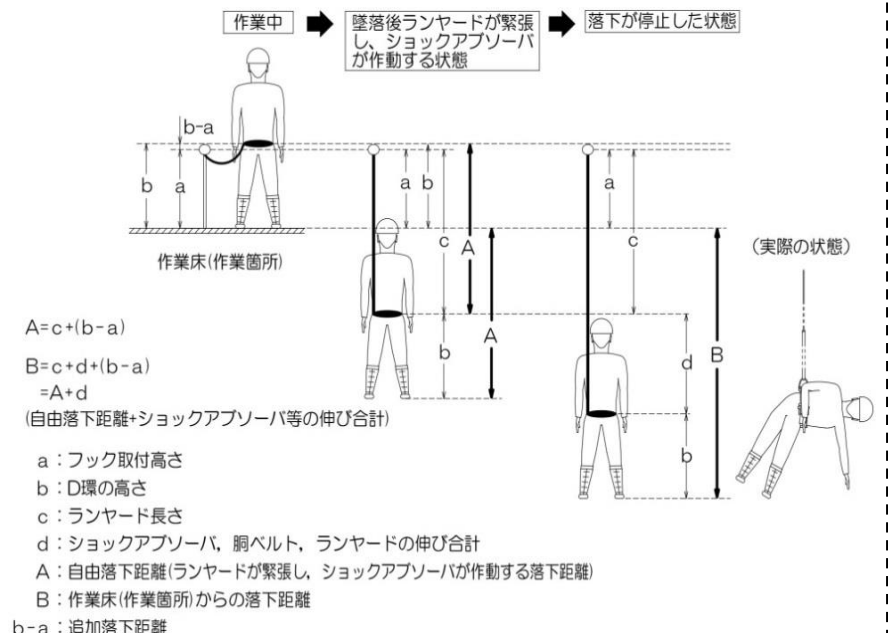 作業中
墜落後ランヤードが緊張
し、ショックアブソーバ
が作動する状態
落下が停止した状態
b-a
b
a
a
b
c
A
a
c
作業床(作業箇所)
(実際の状態)
A=c+(b-a)
B=c+d+(b-a)
=A+d
(自由落下距離+ショックアブソーバ等の伸び合計)
b
A
d
B
b
a：フック取付高さ
b：D環の高さ
c：ランヤード長さ
d：ショックアブソーバ，胴ベルト，ランヤードの伸び合計
A：自由落下距離(ランヤードが緊張し，ショックアブソーバが作動する落下距離)
B：作業床(作業箇所)からの落下距離
b-a：追加落下距離